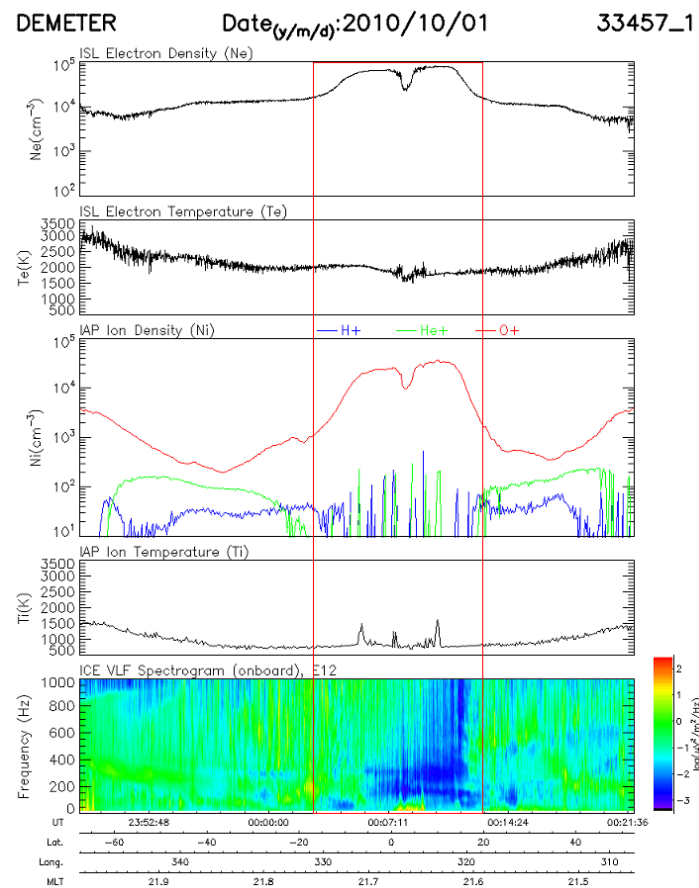 DEMETER Date(y/m/d):2010/10/01 33457_1
ISL Electron Density (Ne)
10^5
10^4
10^3
10^2
Ne(cm^-3)
ISL Electron Temperature (Te)
3500
3000
2500
2000
1500
1000
500
Te(K)
IAP Ion Density (Ni) H+ He+ O+
10^5
10^4
10^3
10^2
10^1
Ni(cm^-3)
IAP Ion Temperature (Ti)
3500
3000
2500
2000
1500
1000
500
Ti(K)
ICE VLF Spectrogram (onboard), E12
1000
800
600
400
200
0
Frequency (Hz)
2
1
0
-1
-2
-3
UT 23:52:48 00:00:00 00:07:11 00:14:24 00:21:36
Lat. -60 -40 -20 0 20 40
Long. 340 330 320 310
MLT 21.9 21.8 21.7 21.6 21.5